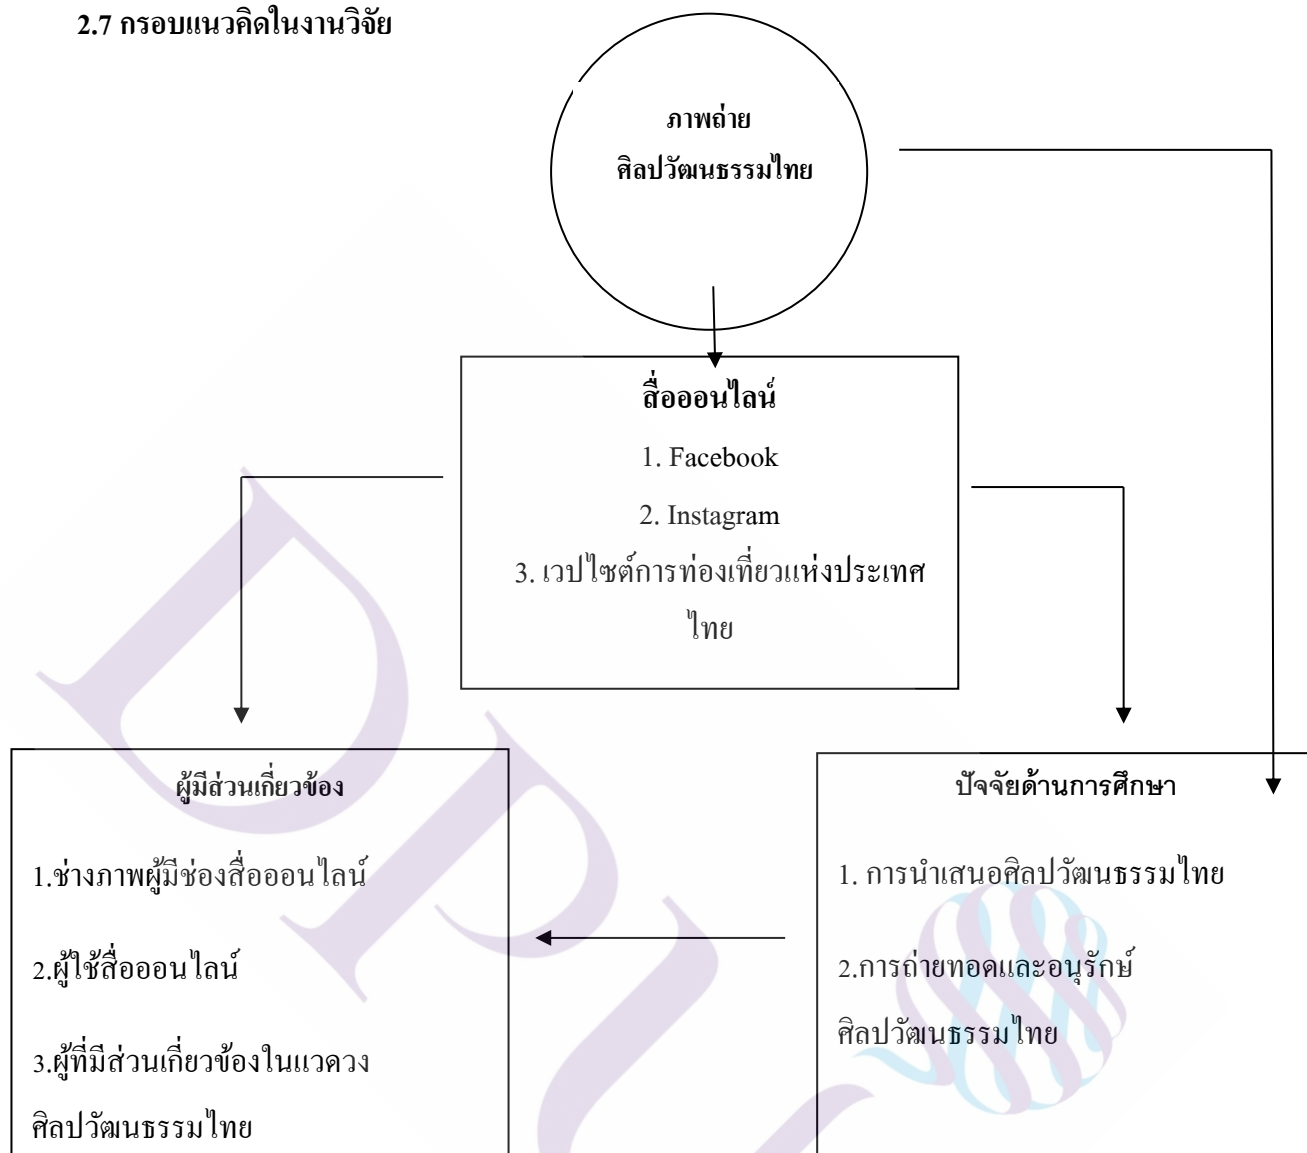 2.7 กรอบแนวคิดในงานวิจัย
ภาพถ่าย
ศิลปวัฒนธรรมไทย
สื่อออนไลน์
1. Facebook
2. Instagram
3. เวปไซต์การท่องเที่ยวแห่งประเทศ
ไทย
ผู้มีส่วนเกี่ยวข้อง
1.ช่างภาพผู้มีช่องสื่อออนไลน์
2.ผู้ใช้สื่อออนไลน์
3.ผู้ที่มีส่วนเกี่ยวข้องในแวดวง
ศิลปวัฒนธรรมไทย
ปัจจัยด้านการศึกษา
1. การนำเสนอศิลปวัฒนธรรมไทย
2.การถ่ายทอดและอนุรักษ์
ศิลปวัฒนธรรมไทย
DPU